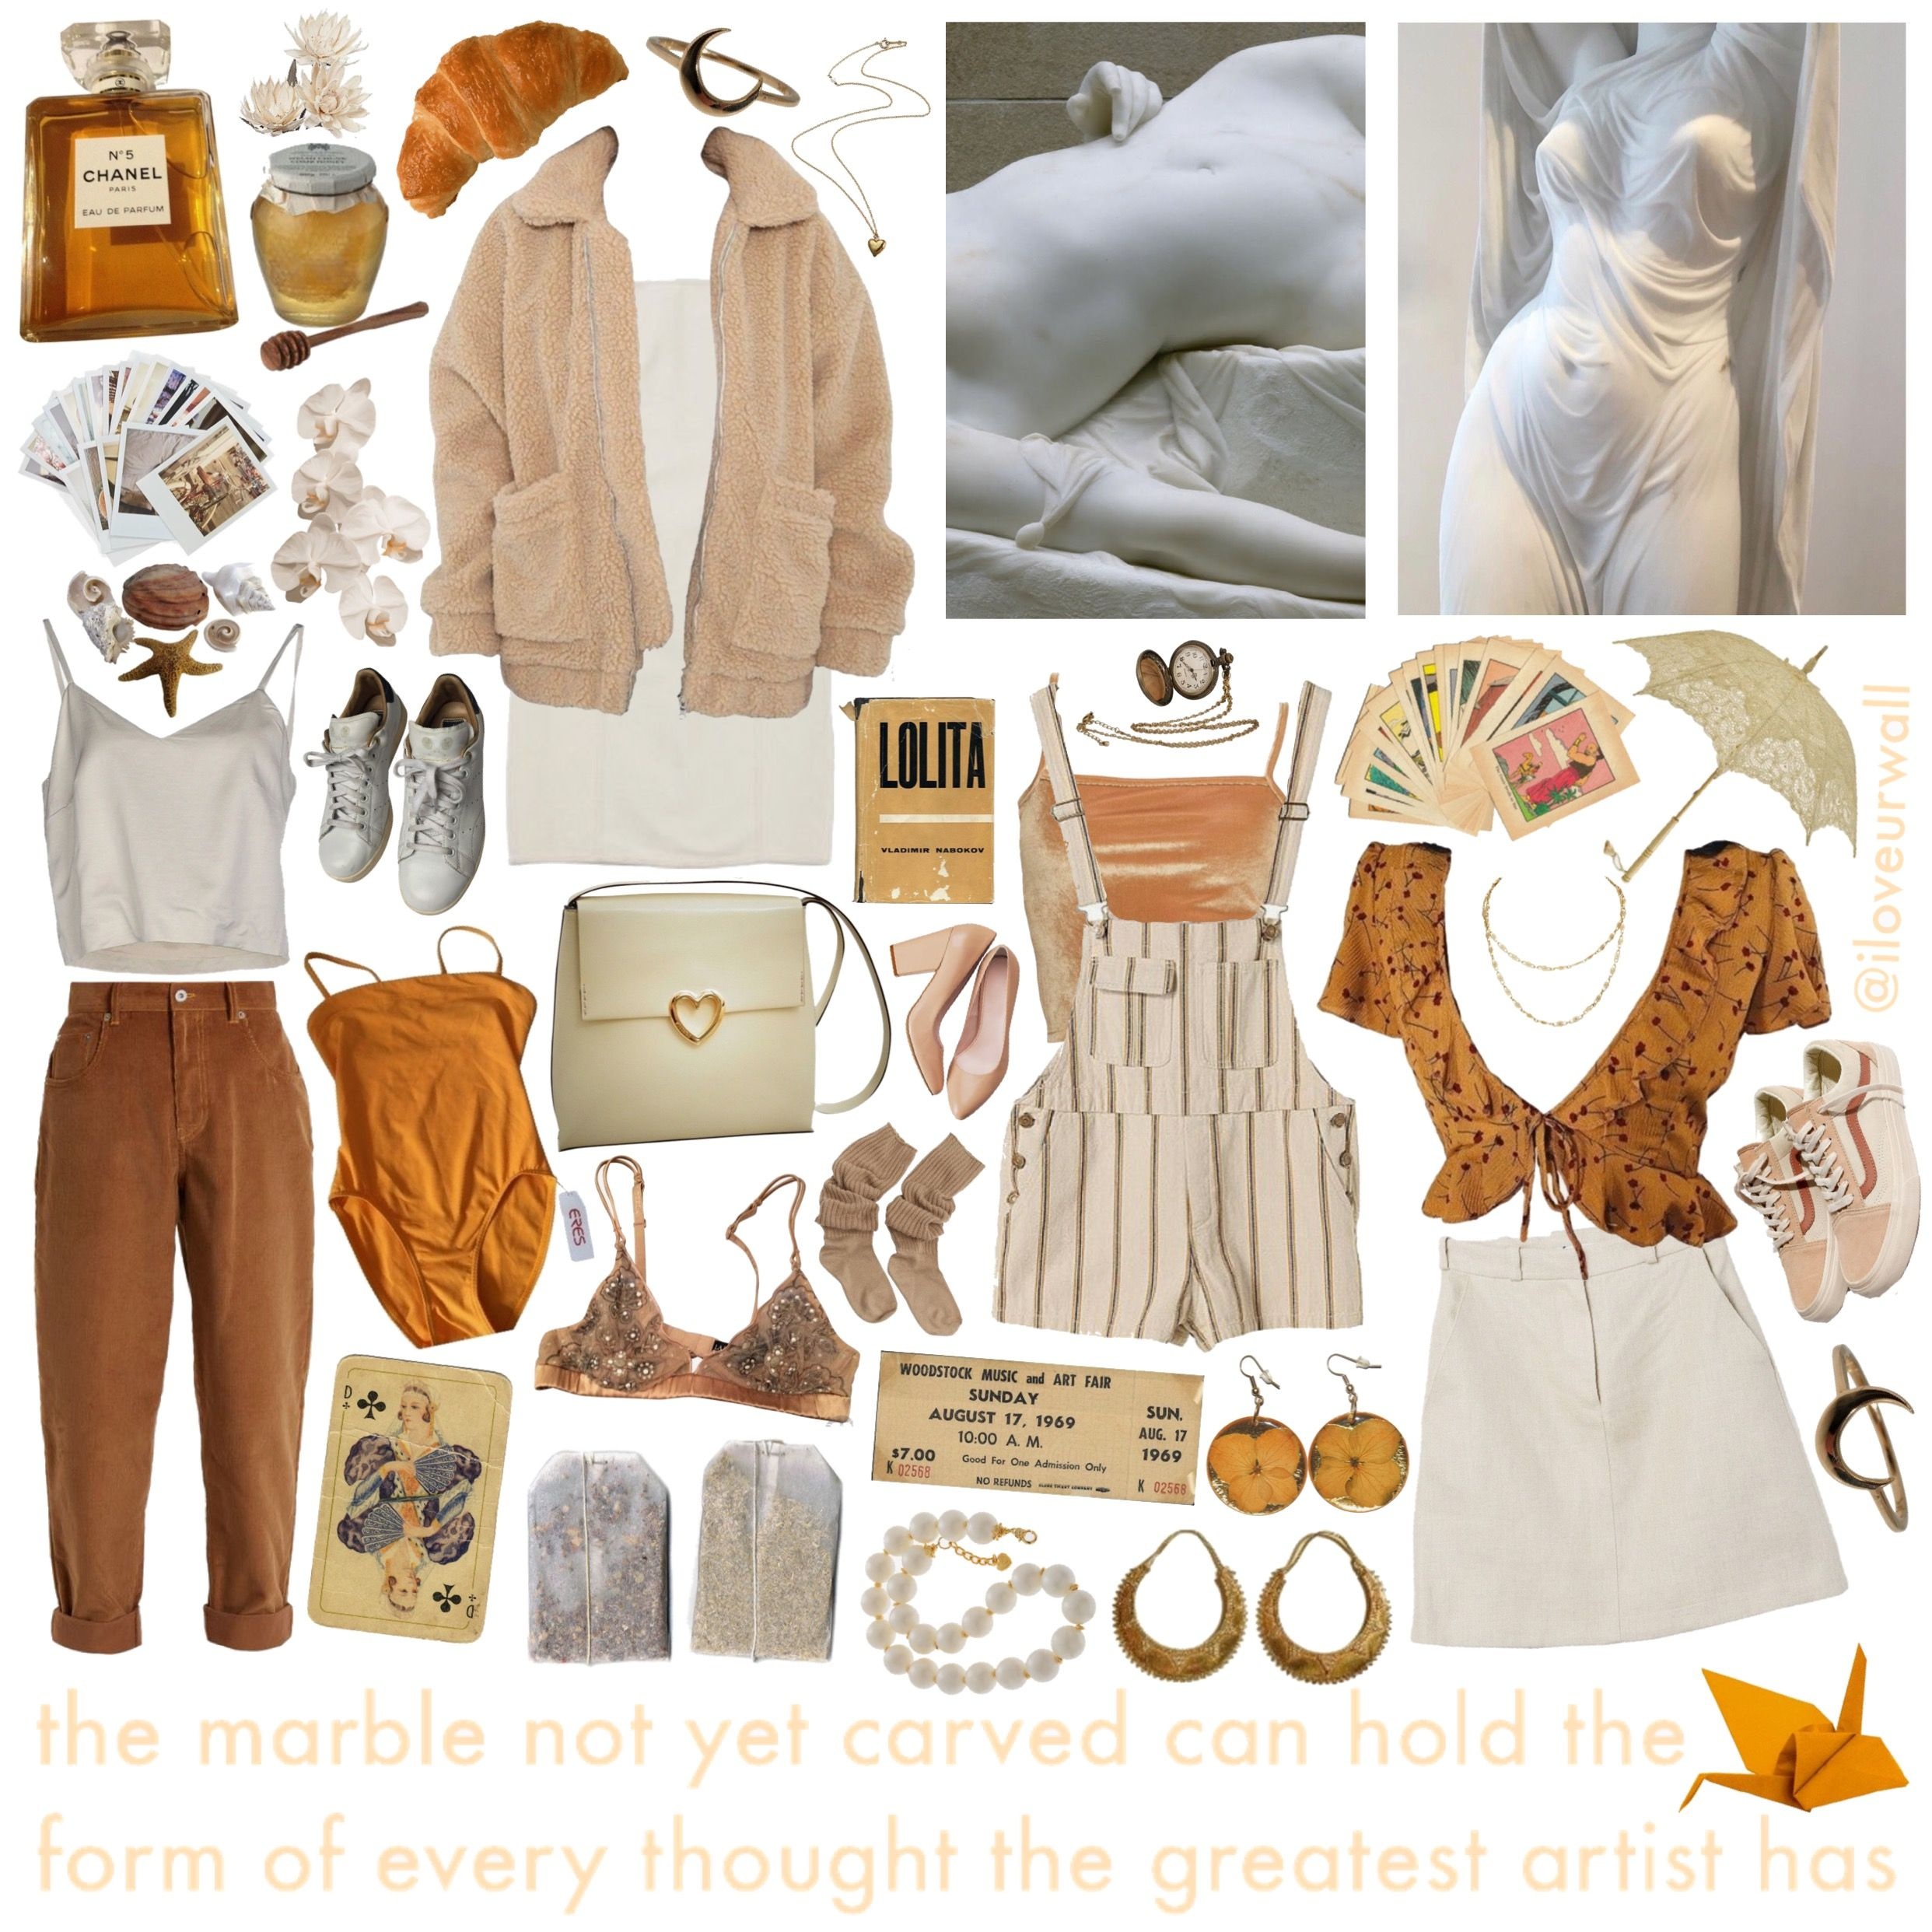 N°5
CHANEL
PARIS
EAU DE PARFUM
LOLITA
VLADIMIR NABOKOV
@iloveurwall
ERES
D
D
WOODSTOCK MUSIC and ART FAIR
SUNDAY
AUGUST 17, 1969
10:00 A. M.
$7.00
Good For One Admission Only
K 02568
NO REFUNDS
SUN.
AUG. 17
1969
K 02568
the marble not yet carved can hold the
form of every thought the greatest artist has